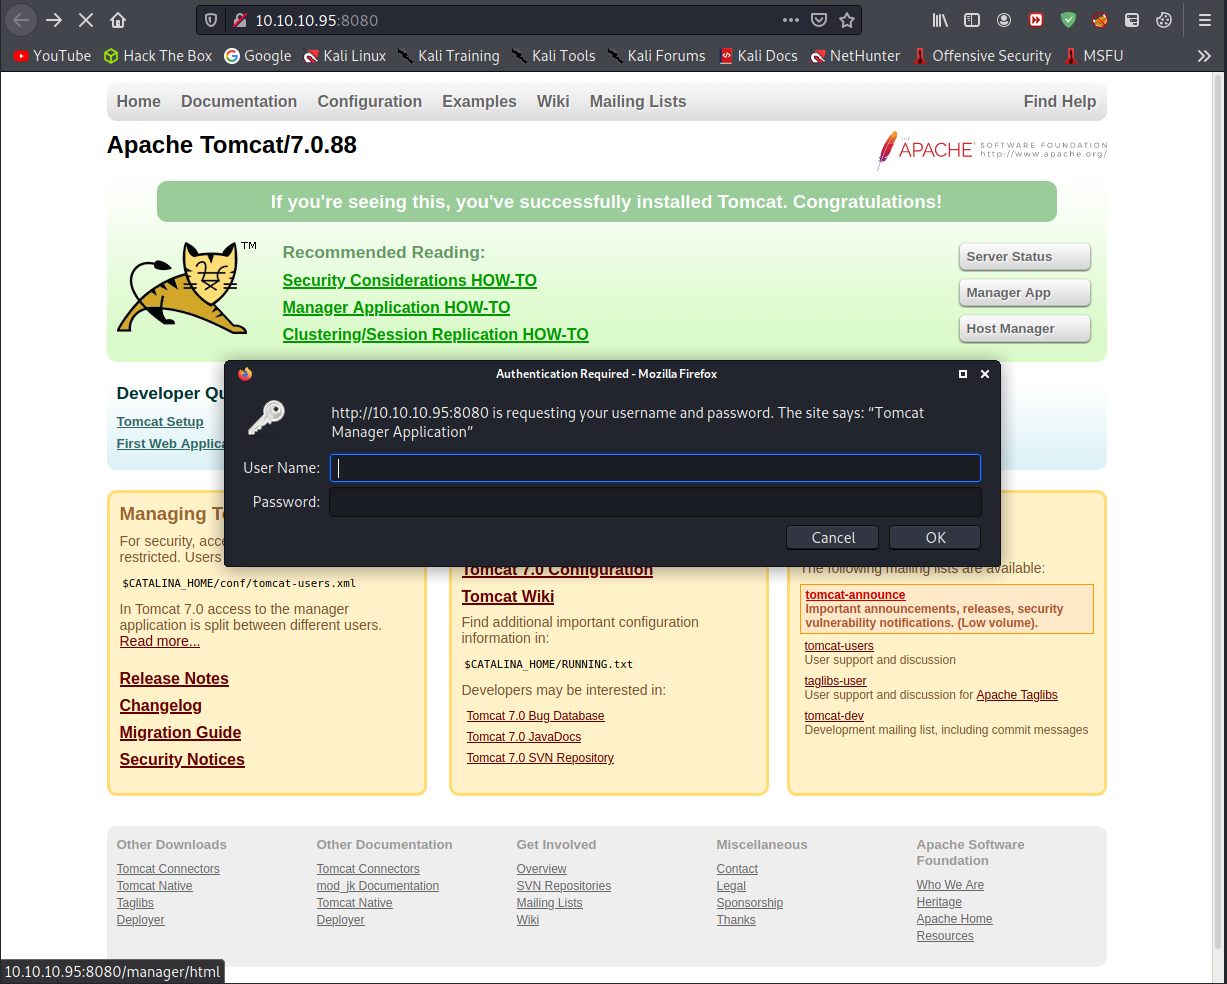 10.10.10.95:8080
YouTube Hack The Box Google Kali Linux Kali Training Kali Tools Kali Forums Kali Docs NetHunter Offensive Security MSFU
Home Documentation Configuration Examples Wiki Mailing Lists Find Help
Apache Tomcat/7.0.88
THE APACHE SOFTWARE FOUNDATION
http://www.apache.org/
If you're seeing this, you've successfully installed Tomcat. Congratulations!
TM
Recommended Reading:
Security Considerations HOW-TO
Manager Application HOW-TO
Clustering/Session Replication HOW-TO
Server Status
Manager App
Host Manager
Developer Qu
Tomcat Setup
First Web Applica
Authentication Required - Mozilla Firefox
http://10.10.10.95:8080 is requesting your username and password. The site says: “Tomcat
Manager Application”
User Name:
Password:
Cancel OK
Managing T
For security, acce
restricted. Users
$CATALINA_HOME/conf/tomcat-users.xml
In Tomcat 7.0 access to the manager
application is split between different users.
Read more...
Release Notes
Changelog
Migration Guide
Security Notices
Tomcat 7.0 Configuration
Tomcat Wiki
Find additional important configuration
information in:
$CATALINA_HOME/RUNNING.txt
Developers may be interested in:
Tomcat 7.0 Bug Database
Tomcat 7.0 JavaDocs
Tomcat 7.0 SVN Repository
The following mailing lists are available:
tomcat-announce
Important announcements, releases, security
vulnerability notifications. (Low volume).
tomcat-users
User support and discussion
taglibs-user
User support and discussion for Apache Taglibs
tomcat-dev
Development mailing list, including commit messages
Other Downloads
Tomcat Connectors
Tomcat Native
Taglibs
Deployer
Other Documentation
Tomcat Connectors
mod_jk Documentation
Tomcat Native
Deployer
Get Involved
Overview
SVN Repositories
Mailing Lists
Wiki
Miscellaneous
Contact
Legal
Sponsorship
Thanks
Apache Software
Foundation
Who We Are
Heritage
Apache Home
Resources
10.10.10.95:8080/manager/html